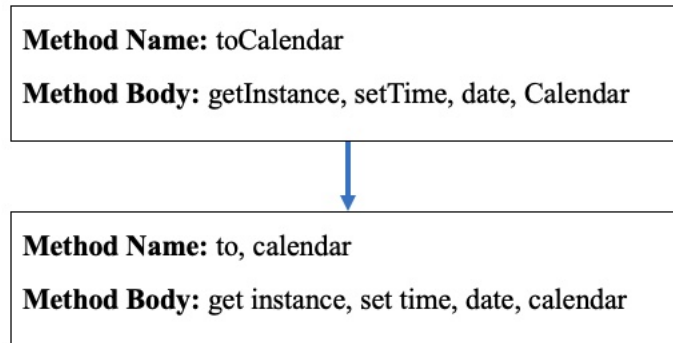 Method Name: toCalendar
Method Body: getInstance, setTime, date, Calendar
Method Name: to, calendar
Method Body: get instance, set time, date, calendar